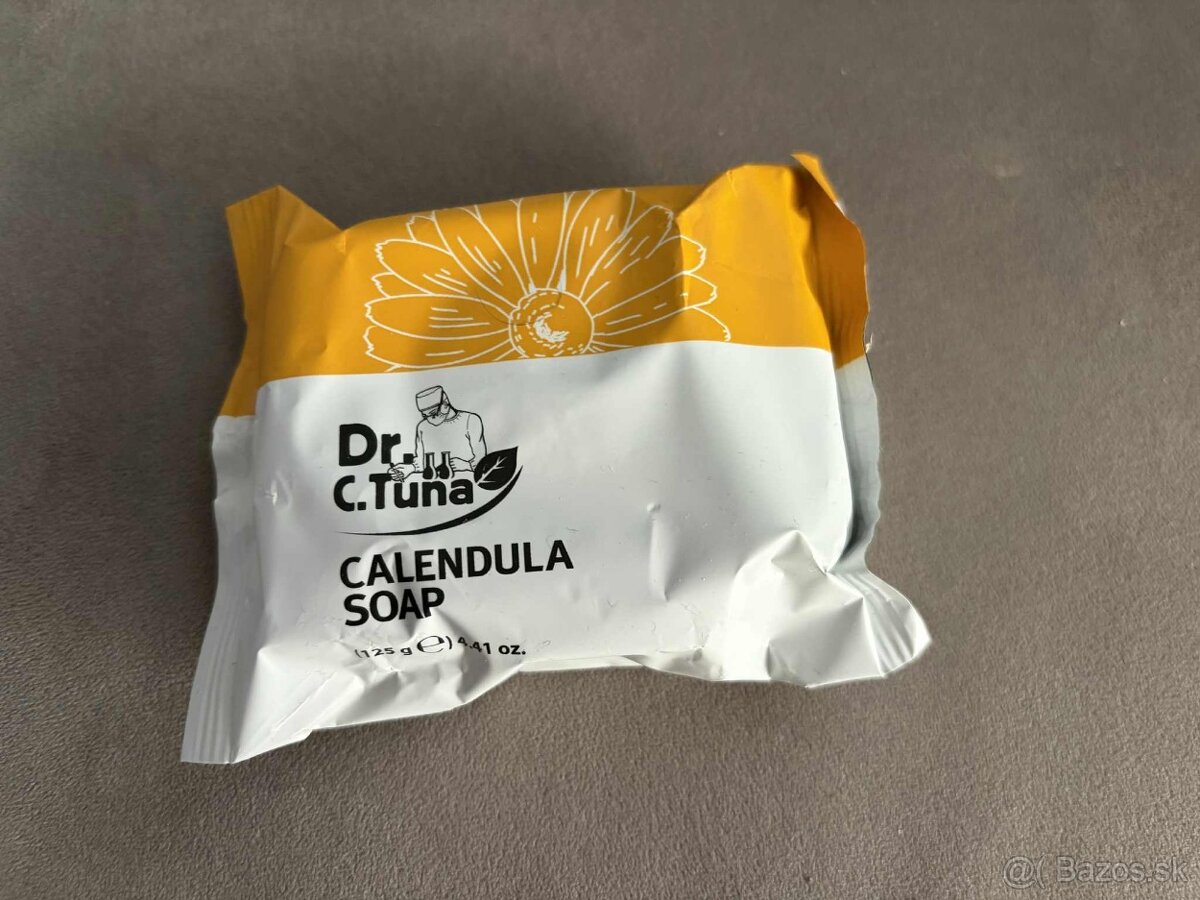 Dr.
C.Tuna
CALENDULA
SOAP
(125 g ℮) 4.41 oz.
@( Bazos.sk